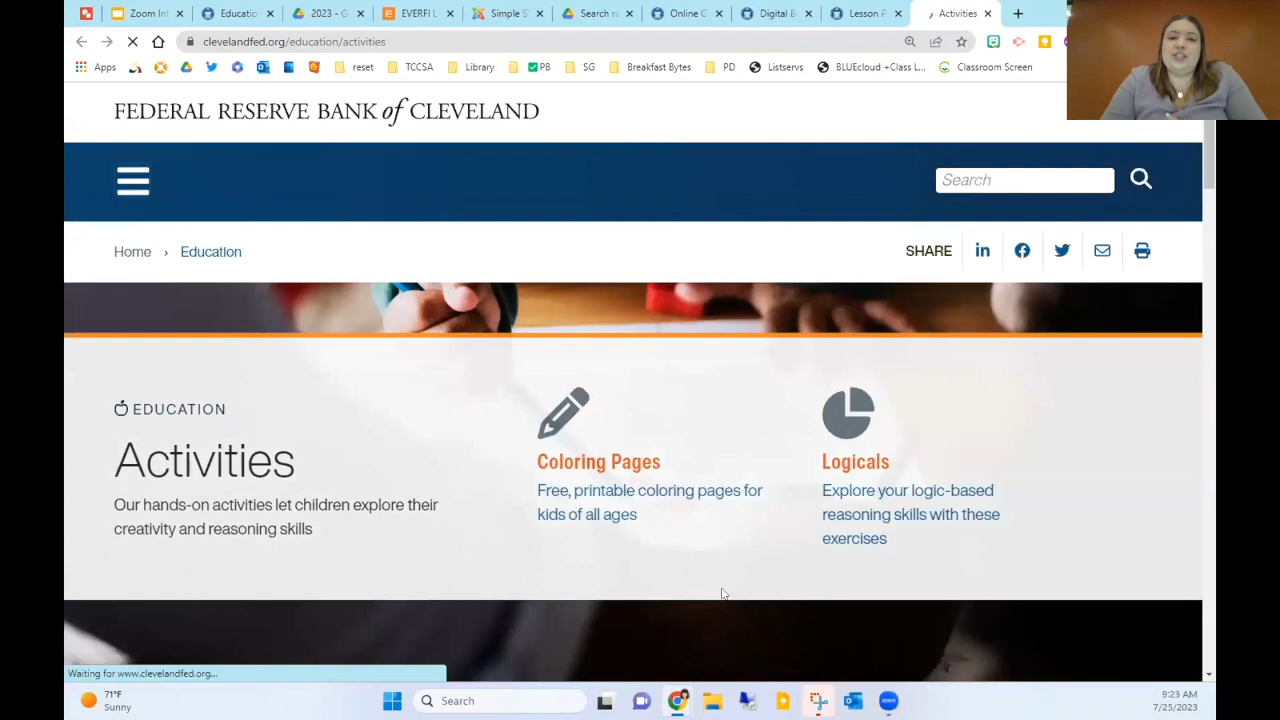 Zoom In
Educatio
2023 - G
EVERFI L
Simple S
Search r
Online G
Digital B
Lesson P
Activities
clevelandfed.org/education/activities
Apps
reset
TCCSA
Library
PB
SG
Breakfast Bytes
PD
Listservs
BLUEcloud +Class L...
Classroom Screen
FEDERAL RESERVE BANK of CLEVELAND
Search
Home › Education
SHARE
EDUCATION
Activities
Our hands-on activities let children explore their
creativity and reasoning skills
Coloring Pages
Free, printable coloring pages for
kids of all ages
Logicals
Explore your logic-based
reasoning skills with these
exercises
Waiting for www.clevelandfed.org...
71°F
Sunny
Search
zoom
9:23 AM
7/25/2023